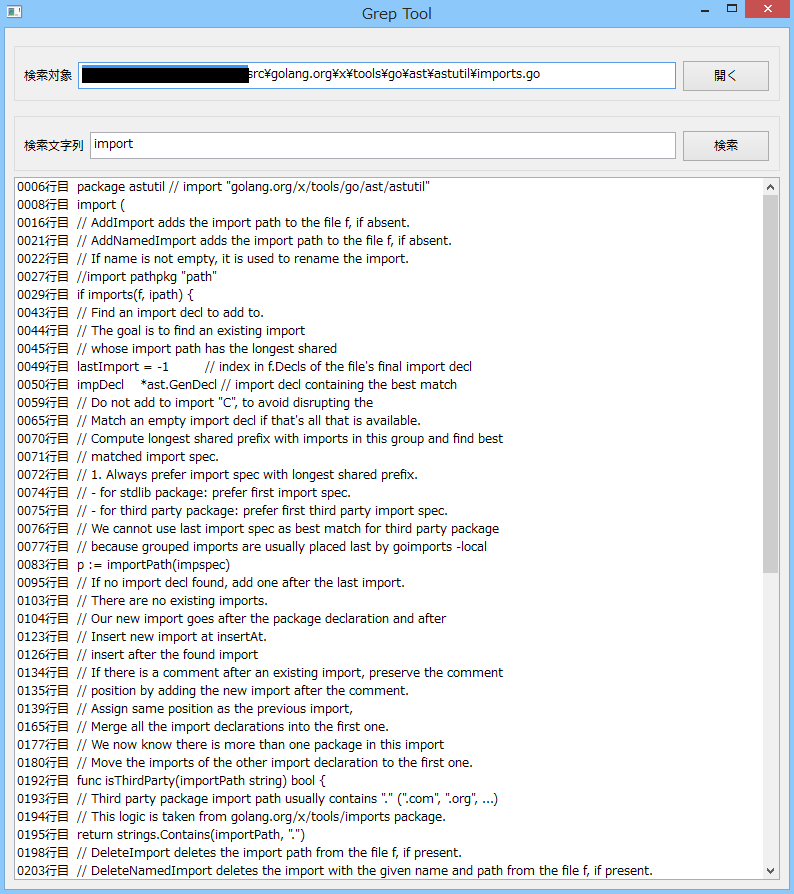 Grep Tool
検索対象 src¥golang.org¥x¥tools¥go¥ast¥astutil¥imports.go 開く
検索文字列 import 検索
0006行目 package astutil // import "golang.org/x/tools/go/ast/astutil"
0008行目 import (
0016行目 // AddImport adds the import path to the file f, if absent.
0021行目 // AddNamedImport adds the import path to the file f, if absent.
0022行目 // If name is not empty, it is used to rename the import.
0027行目 //import pathpkg "path"
0029行目 if imports(f, ipath) {
0043行目 // Find an import decl to add to.
0044行目 // The goal is to find an existing import
0045行目 // whose import path has the longest shared
0049行目 lastImport = -1 // index in f.Decls of the file's final import decl
0050行目 impDecl *ast.GenDecl // import decl containing the best match
0059行目 // Do not add to import "C", to avoid disrupting the
0065行目 // Match an empty import decl if that's all that is available.
0070行目 // Compute longest shared prefix with imports in this group and find best
0071行目 // matched import spec.
0072行目 // 1. Always prefer import spec with longest shared prefix.
0074行目 // - for stdlib package: prefer first import spec.
0075行目 // - for third party package: prefer first third party import spec.
0076行目 // We cannot use last import spec as best match for third party package
0077行目 // because grouped imports are usually placed last by goimports -local
0083行目 p := importPath(impspec)
0095行目 // If no import decl found, add one after the last import.
0103行目 // There are no existing imports.
0104行目 // Our new import goes after the package declaration and after
0123行目 // Insert new import at insertAt.
0126行目 // insert after the found import
0134行目 // If there is a comment after an existing import, preserve the comment
0135行目 // position by adding the new import after the comment.
0139行目 // Assign same position as the previous import,
0165行目 // Merge all the import declarations into the first one.
0177行目 // We now know there is more than one package in this import
0180行目 // Move the imports of the other import declaration to the first one.
0192行目 func isThirdParty(importPath string) bool {
0193行目 // Third party package import path usually contains "." (".com", ".org", ...)
0194行目 // This logic is taken from golang.org/x/tools/imports package.
0195行目 return strings.Contains(importPath, ".")
0198行目 // DeleteImport deletes the import path from the file f, if present.
0203行目 // DeleteNamedImport deletes the import with the given name and path from the file f, if present.